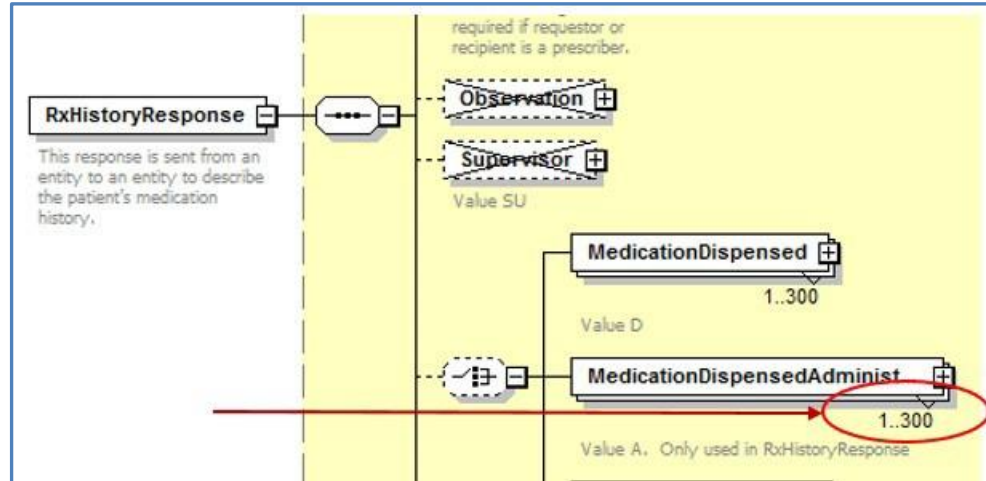 required if requestor or
recipient is a prescriber.
Observation
RxHistoryResponse
This response is sent from an
entity to an entity to describe
the patient's medication
history.
Supervisor
Value SU
MedicationDispensed
1..300
Value D
MedicationDispensedAdminist
1..300
Value A. Only used in RxHistoryResponse